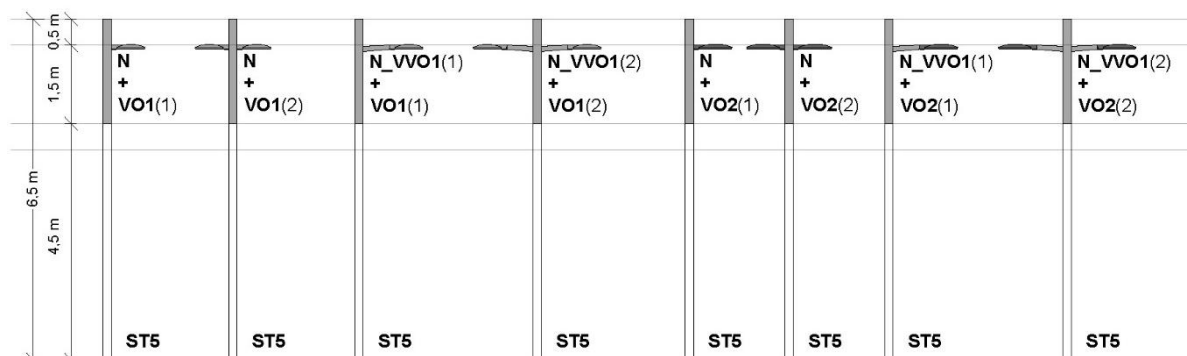 0.5 m
1.5 m
6.5 m
4.5 m
N
+
VO1(1)
N
+
VO1(2)
N_VVO1(1)
+
VO1(1)
N_VVO1(2)
+
VO1(2)
N
+
VO2(1)
N
+
VO2(2)
N_VVO1(1)
+
VO2(1)
N_VVO1(2)
+
VO2(2)
ST5
ST5
ST5
ST5
ST5
ST5
ST5
ST5